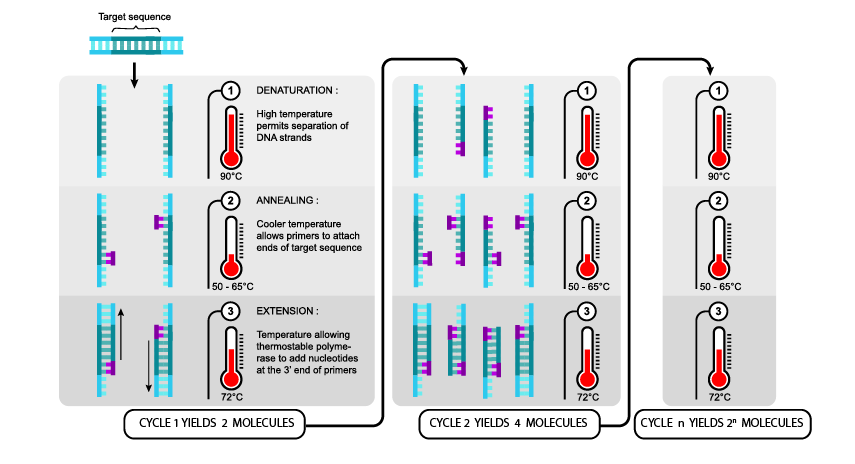 Target sequence
1
DENATURATION :
High temperature
permits separation of
DNA strands
90°C
2
ANNEALING :
Cooler temperature
allows primers to attach
ends of target sequence
50 - 65°C
3
EXTENSION :
Temperature allowing
thermostable polyme-
rase to add nucleotides
at the 3' end of primers
72°C
CYCLE 1 YIELDS 2 MOLECULES
1
90°C
2
50 - 65°C
3
72°C
CYCLE 2 YIELDS 4 MOLECULES
1
90°C
2
50 - 65°C
3
72°C
CYCLE n YIELDS 2ⁿ MOLECULES